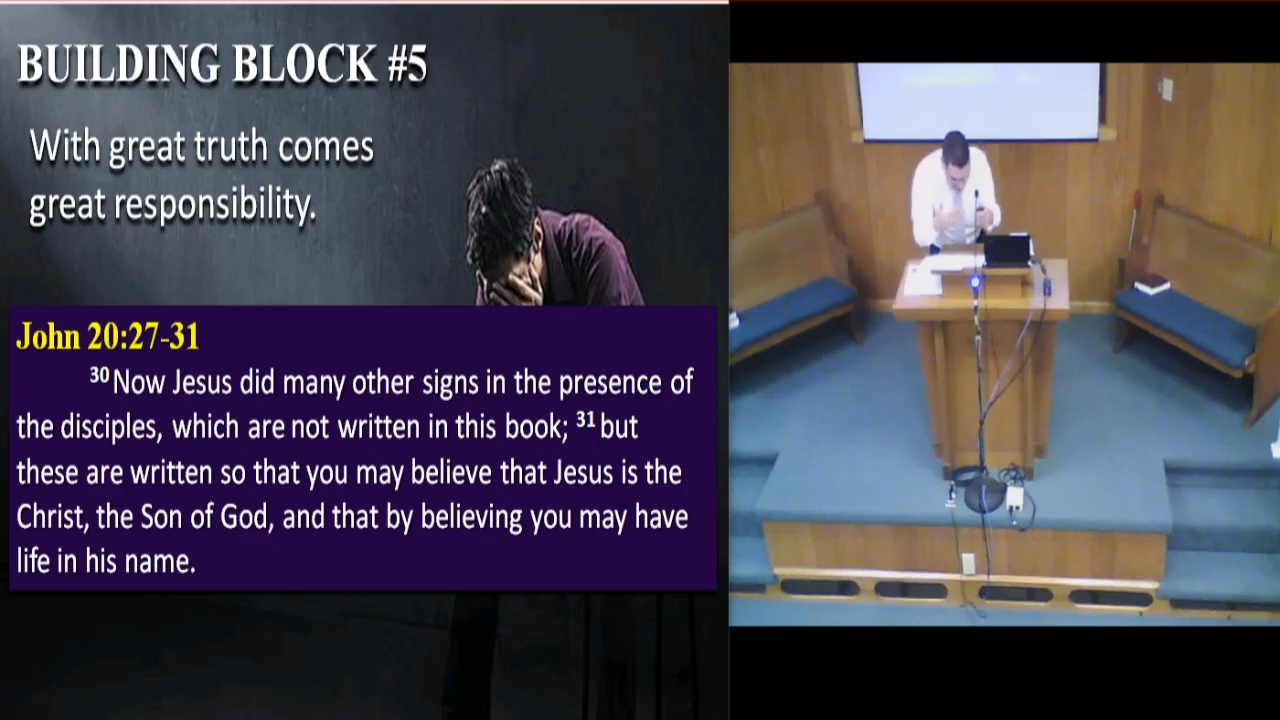 BUILDING BLOCK #5
With great truth comes
great responsibility.
John 20:27-31
30 Now Jesus did many other signs in the presence of
the disciples, which are not written in this book; 31 but
these are written so that you may believe that Jesus is the
Christ, the Son of God, and that by believing you may have
life in his name.